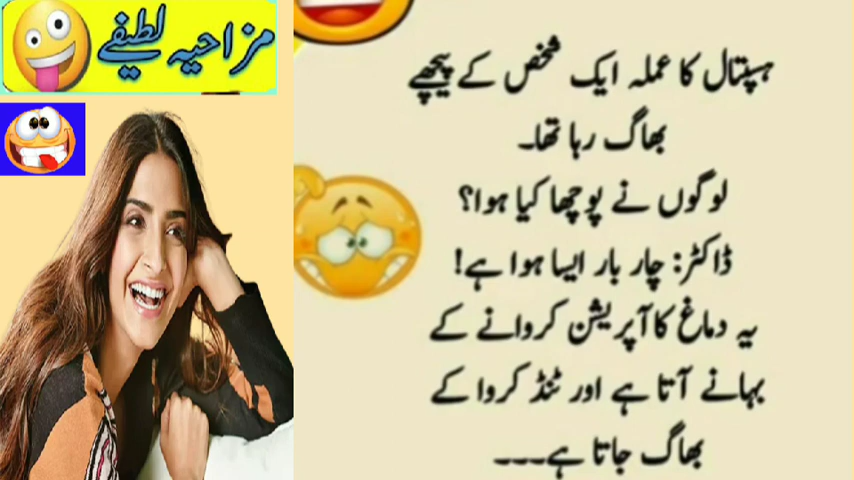 مزاحیہ لطیفے
ہسپتال کا عملہ ایک شخص کے پیچھے
بھاگ رہا تھا۔
لوگوں نے پوچھا کیا ہوا؟
ڈاکٹر: چار بار ایسا ہوا ہے!
یہ دماغ کا آپریشن کروانے کے
بہانے آتا ہے اور ٹنڈ کروا کے
بھاگ جاتا ہے۔۔۔